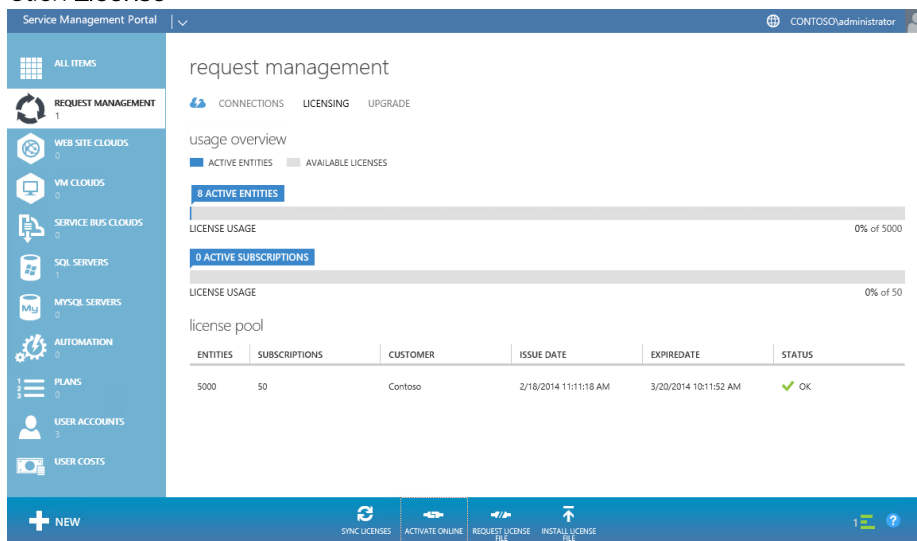 Service Management Portal
CONTOSO\administrator
ALL ITEMS
REQUEST MANAGEMENT
1
WEB SITE CLOUDS
0
VM CLOUDS
0
SERVICE BUS CLOUDS
0
SQL SERVERS
1
My
MYSQL SERVERS
0
AUTOMATION
0
1
2
3
PLANS
0
USER ACCOUNTS
3
USER COSTS
request management
CONNECTIONS LICENSING UPGRADE
usage overview
ACTIVE ENTITIES AVAILABLE LICENSES
8 ACTIVE ENTITIES
LICENSE USAGE 0% of 5000
0 ACTIVE SUBSCRIPTIONS
LICENSE USAGE 0% of 50
license pool
ENTITIES SUBSCRIPTIONS CUSTOMER ISSUE DATE EXPIREDATE STATUS
5000 50 Contoso 2/18/2014 11:11:18 AM 3/20/2014 10:11:52 AM OK
NEW
SYNC LICENSES
ACTIVATE ONLINE
REQUEST LICENSE
FILE
INSTALL LICENSE
FILE
1
?